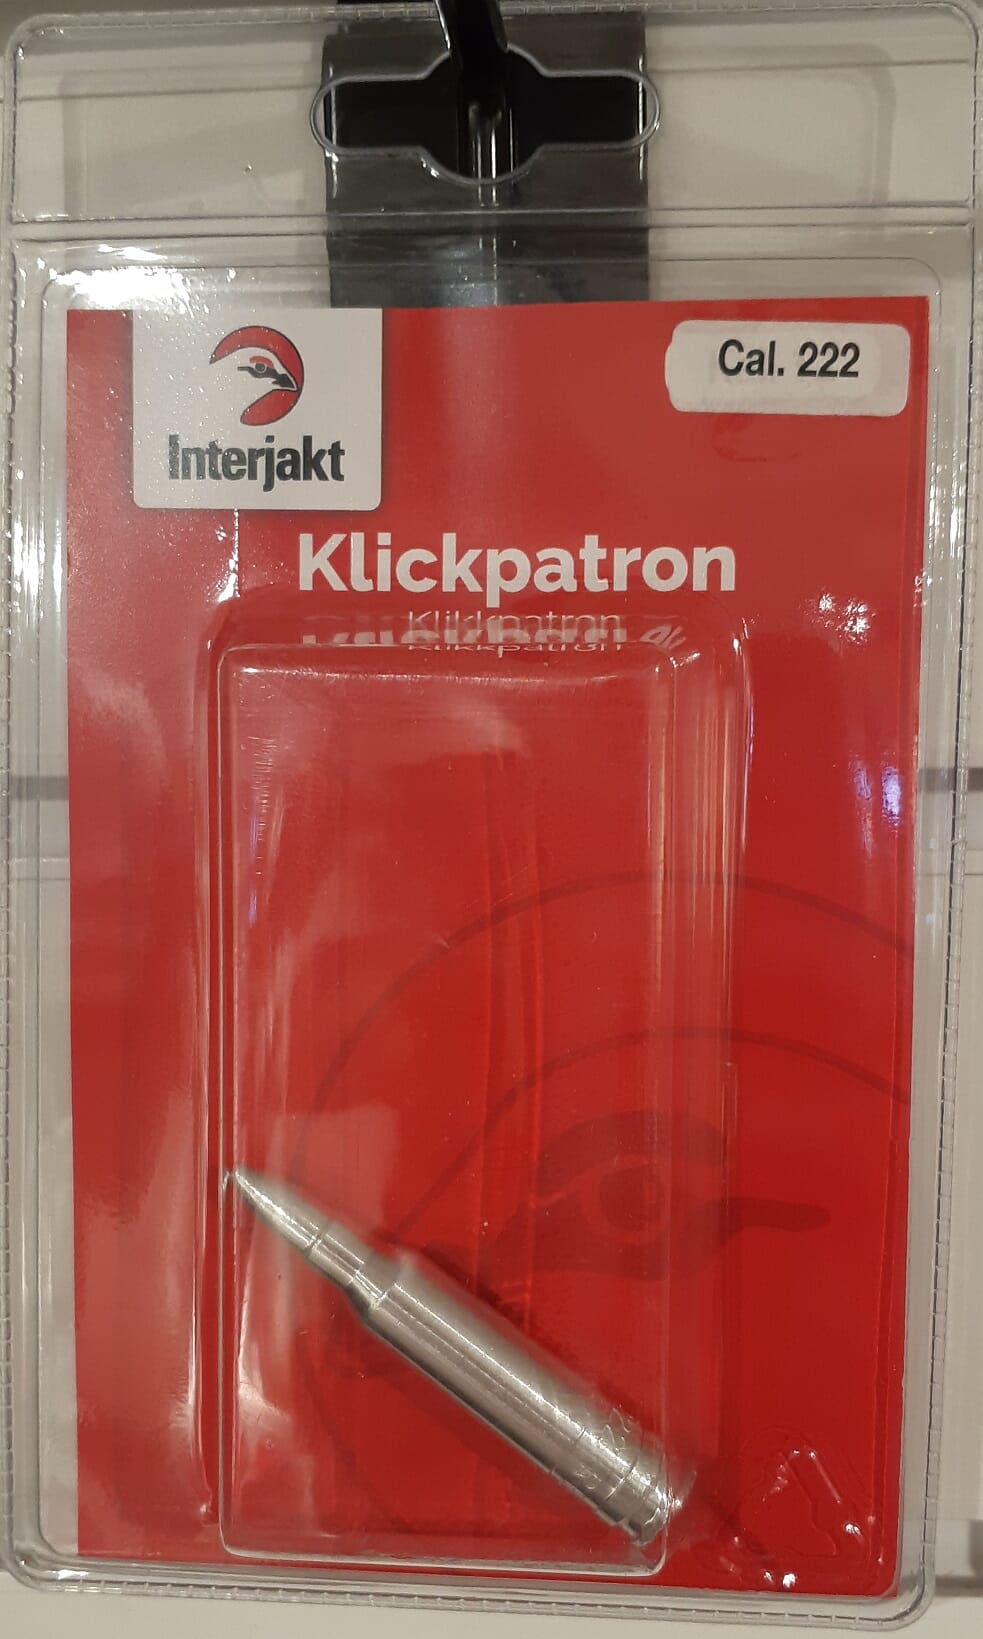 Cal. 222
Interjakt
Klickpatron
Klikkpatron